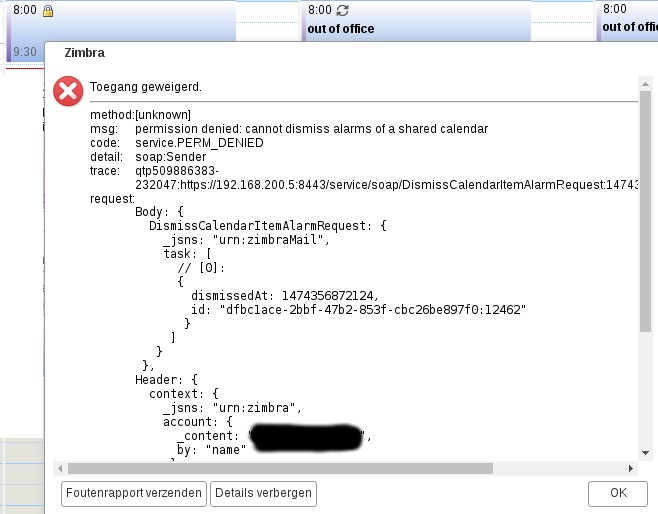 8:00
8:00
8:00
out of office
out of offic
9:30
Zimbra
Toegang geweigerd.
method:[unknown]
msg: permission denied: cannot dismiss alarms of a shared calendar
code: service.PERM_DENIED
detail: soap:Sender
trace: qtp509886383-
232047:https://192.168.200.5:8443/service/soap/DismissCalendarItemAlarmRequest:14743
request:
Body: {
DismissCalendarItemAlarmRequest: {
_jsns: "urn:zimbraMail",
task: [
// [0]:
{
dismissedAt: 1474356872124,
id: "dfbc1ace-2bbf-47b2-853f-cbc26be897f0:12462"
}
]
}
},
Header: {
context: {
_jsns: "urn:zimbra",
account: {
_content: "",
by: "name"
Foutenrapport verzenden
Details verbergen
OK